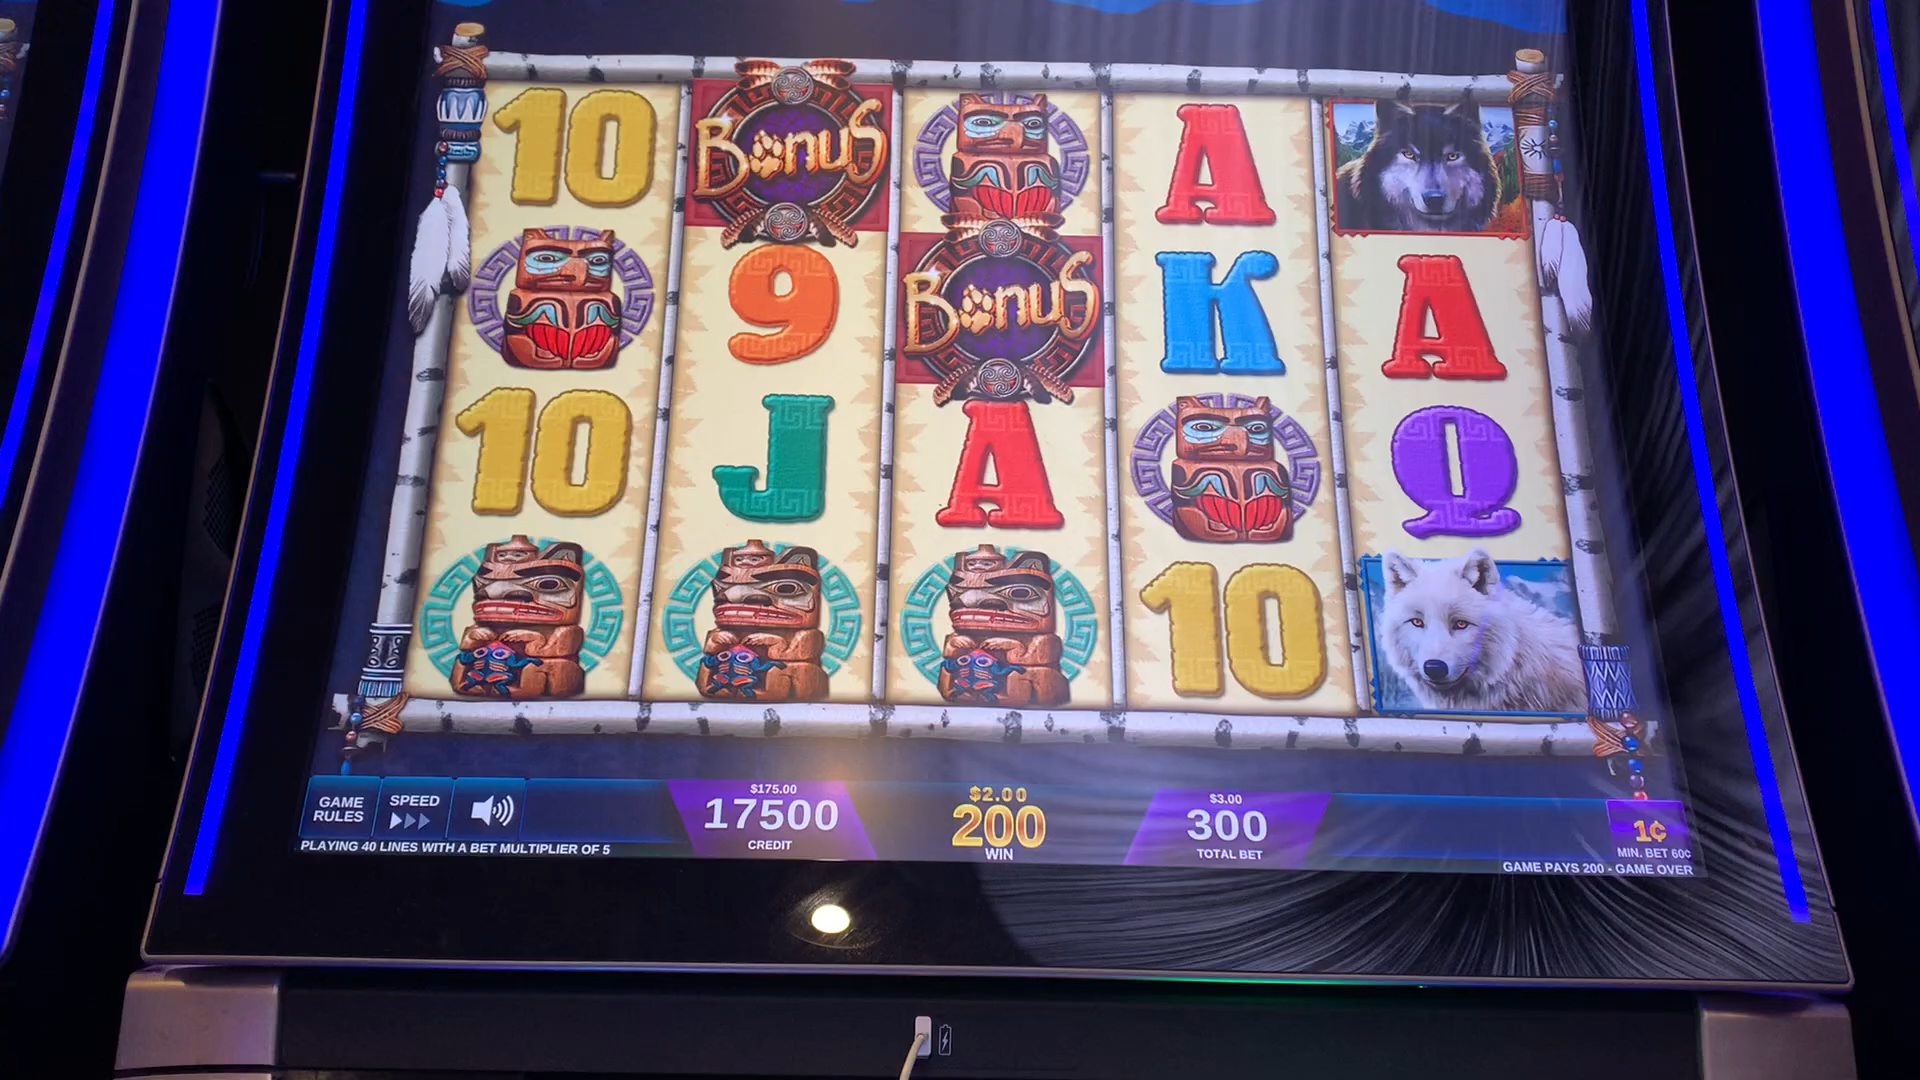 10 Bonus A
9 Bonus K A
10 J A Q
10
GAME RULES
SPEED
$175.00
17500
CREDIT
$2.00
200
WIN
$3.00
300
TOTAL BET
1¢
MIN. BET 60¢
PLAYING 40 LINES WITH A BET MULTIPLIER OF 5
GAME PAYS 200 - GAME OVER